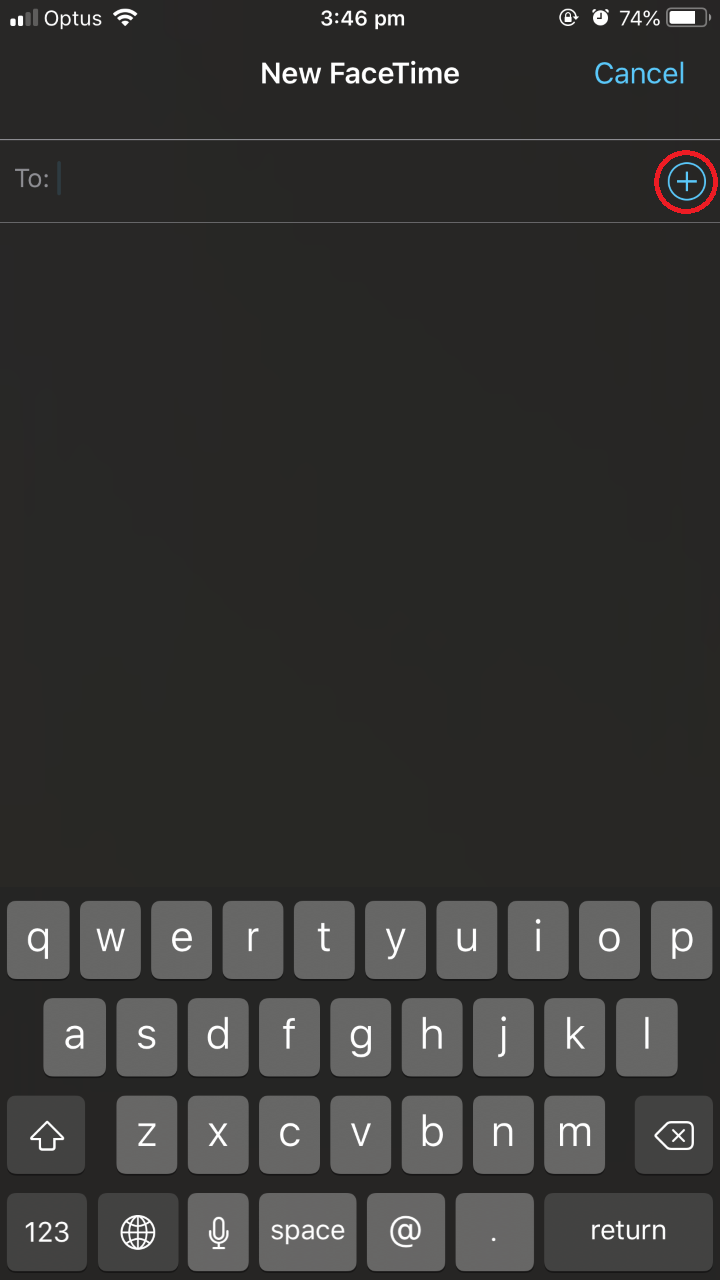 Optus 3:46 pm 74%
New FaceTime Cancel
To:
q w e r t y u i o p
a s d f g h j k l
z x c v b n m
123 space @ . return